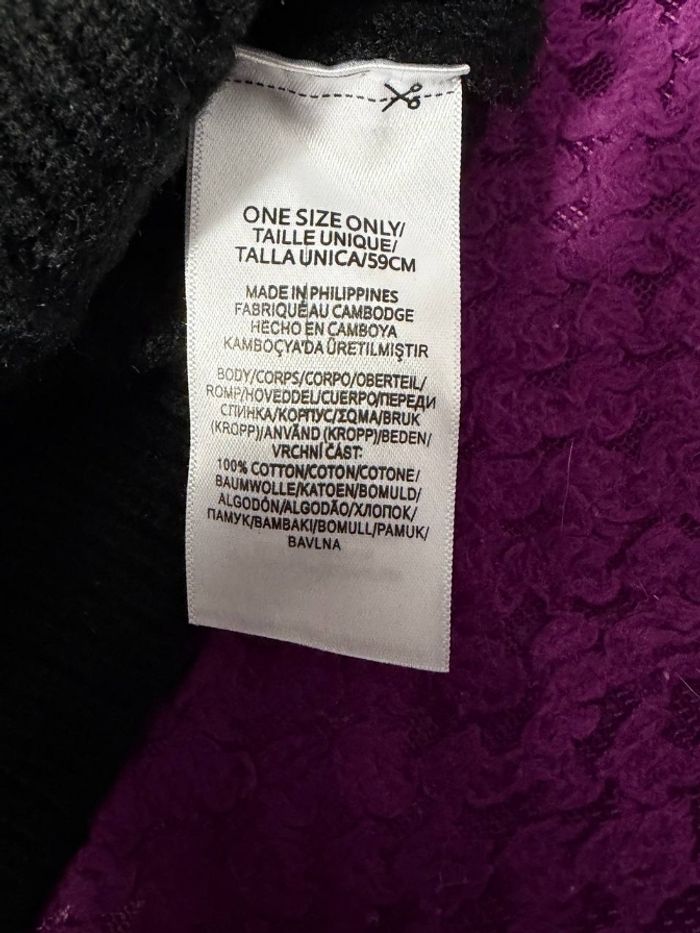 ONE SIZE ONLY/
TAILLE UNIQUE/
TALLA UNICA/59CM
MADE IN PHILIPPINES
FABRIQUÉ AU CAMBODGE
HECHO EN CAMBOYA
KAMBOÇYA'DA ÜRETILMIŞTIR
BODY/CORPS/CORPO/OBERTEIL/
ROMP/HOVEDDEL/CUERPO/ПЕРЕДИ
СПИНКА/КОРПУС/ΣΩΜΑ/BRUK
(KROPP)/ANVÄND (KROPP)/BEDEN/
VRCHNÍ ČÁST:
100% COTTON/COTON/COTONE/
BAUMWOLLE/KATOEN/BOMULD/
ALGODÓN/ALGODÃO/ХЛОПОК/
ПАМУК/BAMBAKI/BOMULL/PAMUK/
BAVLNA